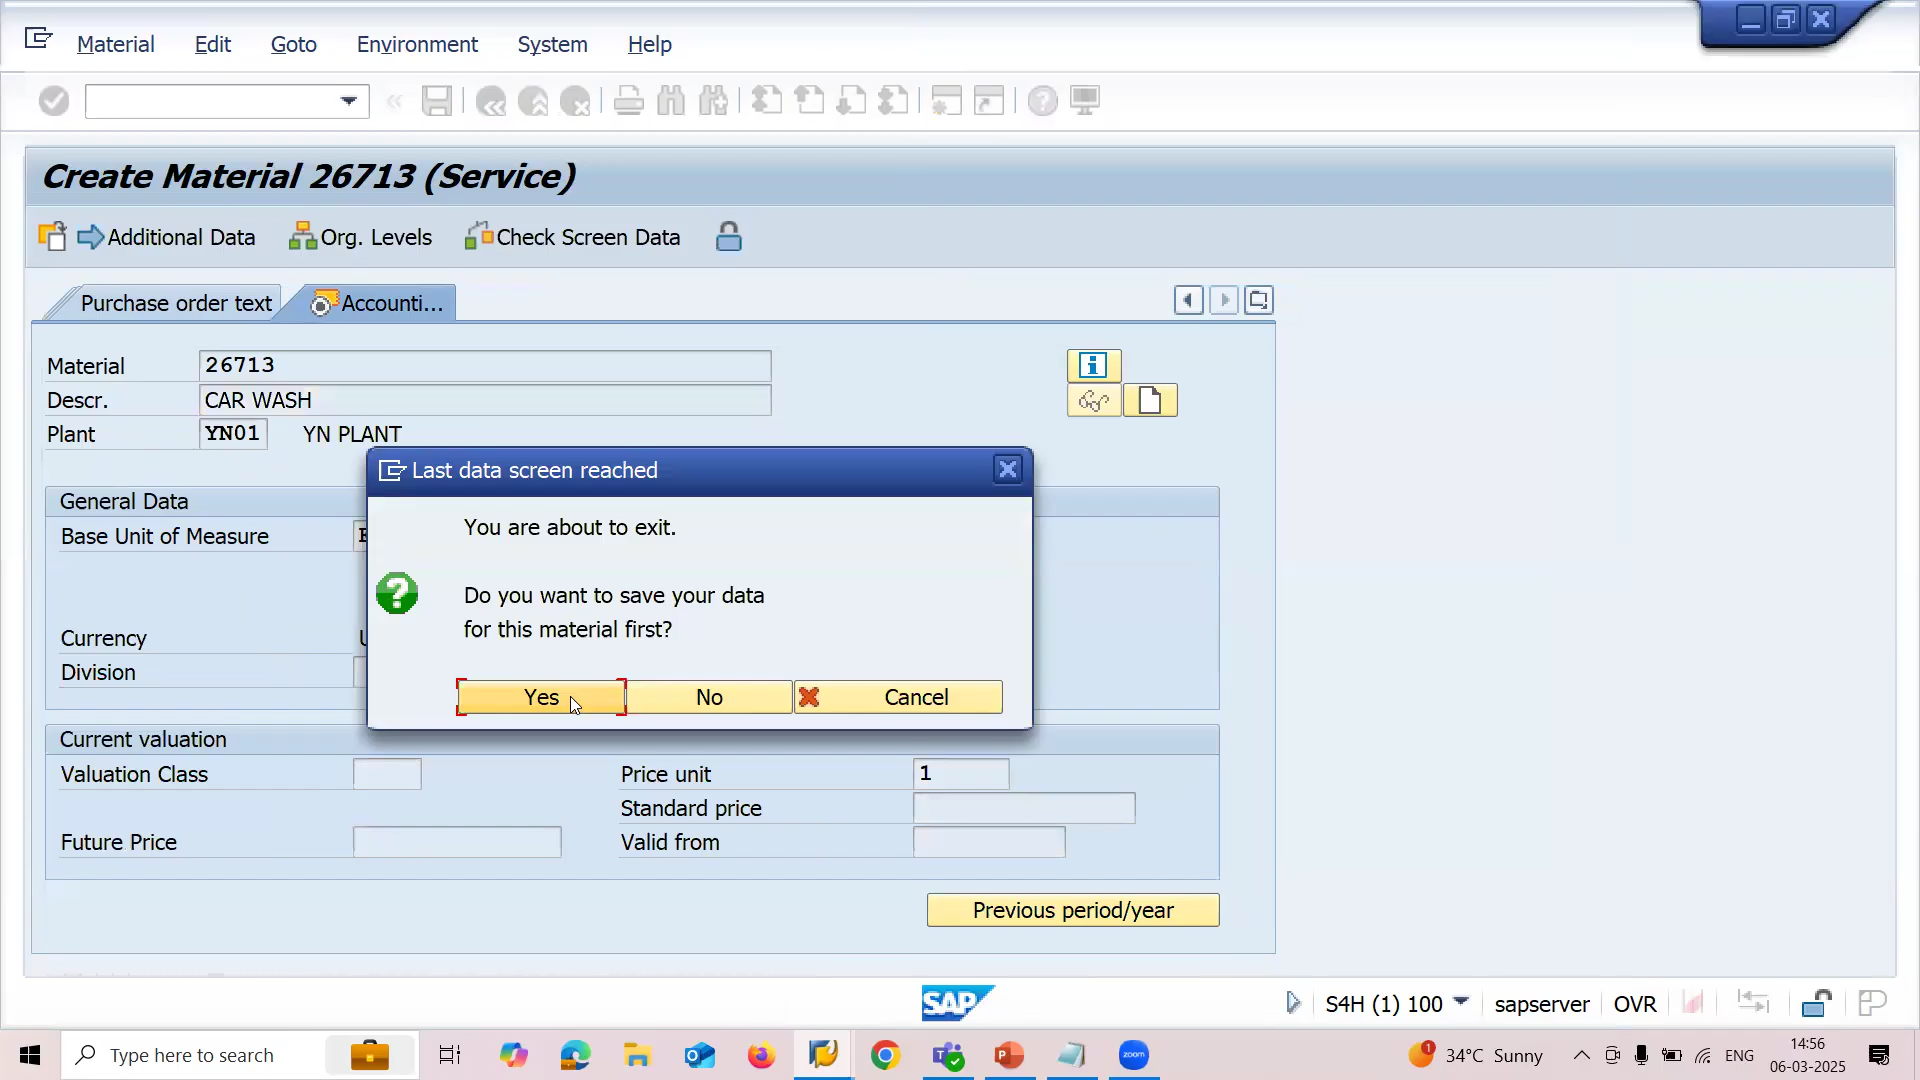 Material Edit Goto Environment System Help
Create Material 26713 (Service)
Additional Data Org. Levels Check Screen Data
Purchase order text Accounti...
Material 26713
Descr. CAR WASH
Plant YN01 YN PLANT
Last data screen reached
General Data
You are about to exit.
Base Unit of Measure
Do you want to save your data
for this material first?
Currency
Division
Yes No Cancel
Current valuation
Valuation Class Price unit 1
Standard price
Future Price Valid from
Previous period/year
SAP S4H (1) 100 sapserver OVR
Type here to search
zoom
1 34°C Sunny ENG
14:56
06-03-2025